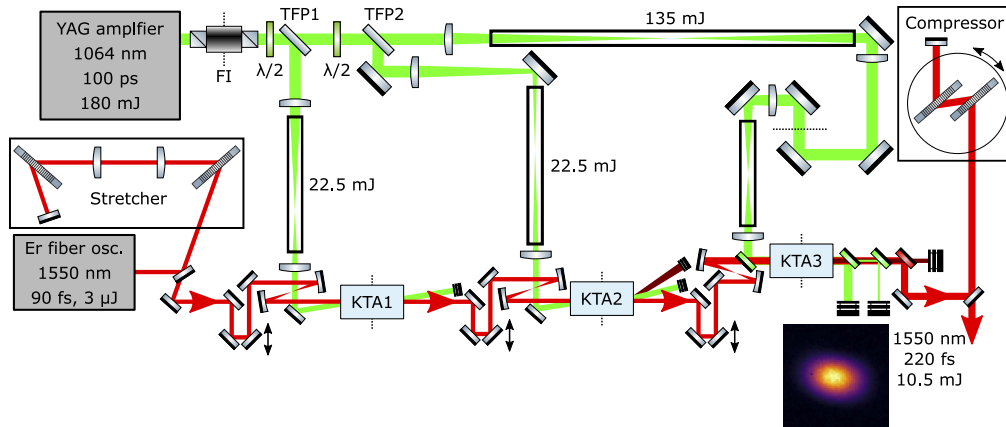 YAG amplfier
1064 nm
100 ps
180 mJ
FI
λ/2
TFP1
λ/2
TFP2
135 mJ
Compressor
22.5 mJ
22.5 mJ
Stretcher
Er fiber osc.
1550 nm
90 fs, 3 µJ
KTA1
KTA2
KTA3
1550 nm
220 fs
10.5 mJ